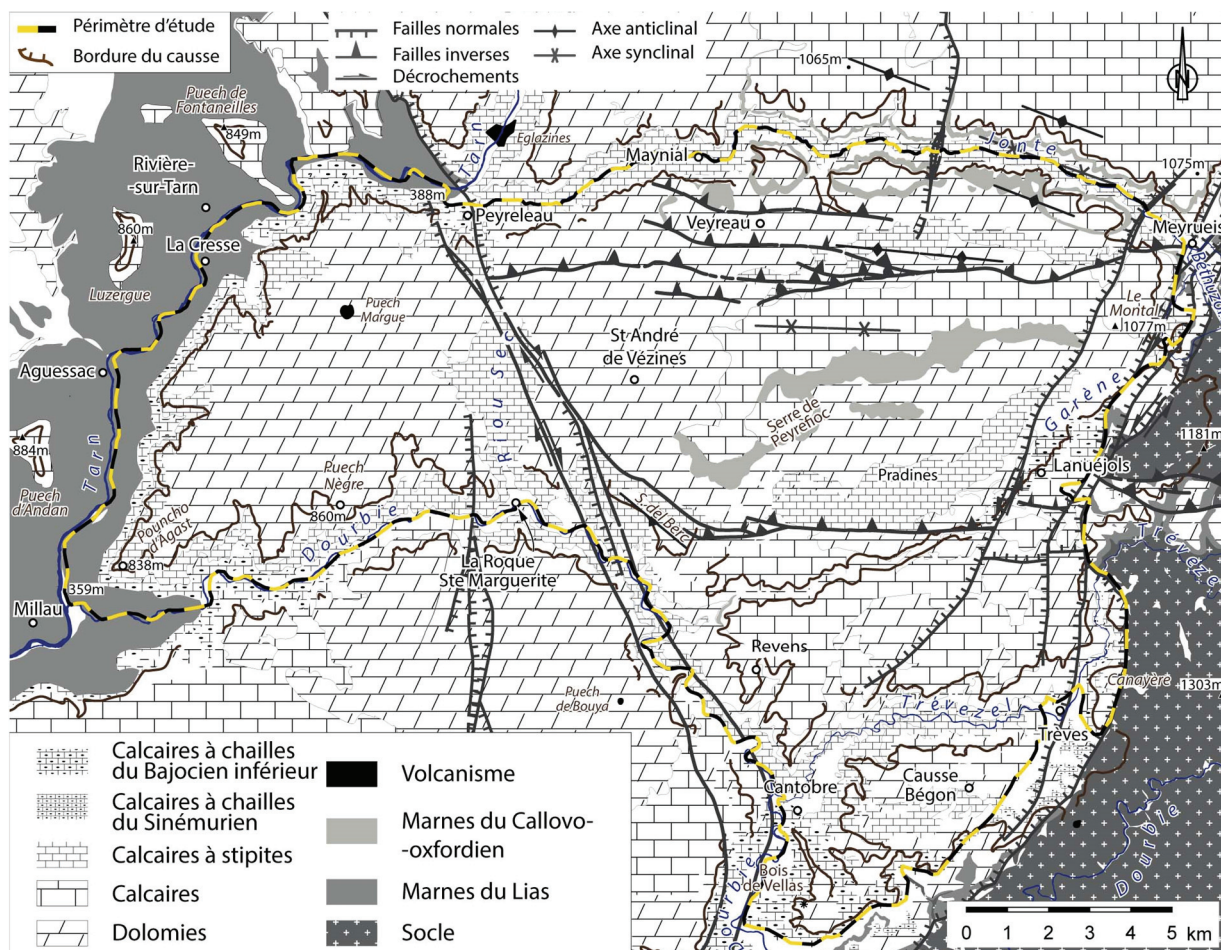 Périmètre d'étude
Bordure du causse
Failles normales
Failles inverses
Décrochements
Axe anticlinal
Axe synclinal
N
1065m
Puech de
Fontaneilles
849m
Eglazines
Tarn
Rivière-
-sur-Tarn
Maynial
Jonte
1075m
388m
Peyreleau
Veyreau
Meyrueis
860m
La Cresse
Béthuzon
Luzergue
Puech
Margue
Le
Montal
1077m
St André
de Vézines
Riou Sec
Aguessac
Garène
Serre de
Peyrefioc
1181m
Tarn
884m
Puech
d'Andan
Pradines
Lanuéjols
Puech
Nègre
860m
S. del Berc
Pouncho
d'Agast
Dourbie
Trévezel
838m
La Roque
Ste Marguerite
359m
Millau
Revens
Canayère
1303m
Puech
de Bouya
Trévezel
Trèves
Causse
Bégon
Cantobre
Bois
de Vellas
*
Dourbie
Dourbie
Calcaires à chailles
du Bajocien inférieur
Calcaires à chailles
du Sinémurien
Calcaires à stipites
Calcaires
Dolomies
Volcanisme
Marnes du Callovo-
-oxfordien
Marnes du Lias
Socle
0 1 2 3 4 5 km